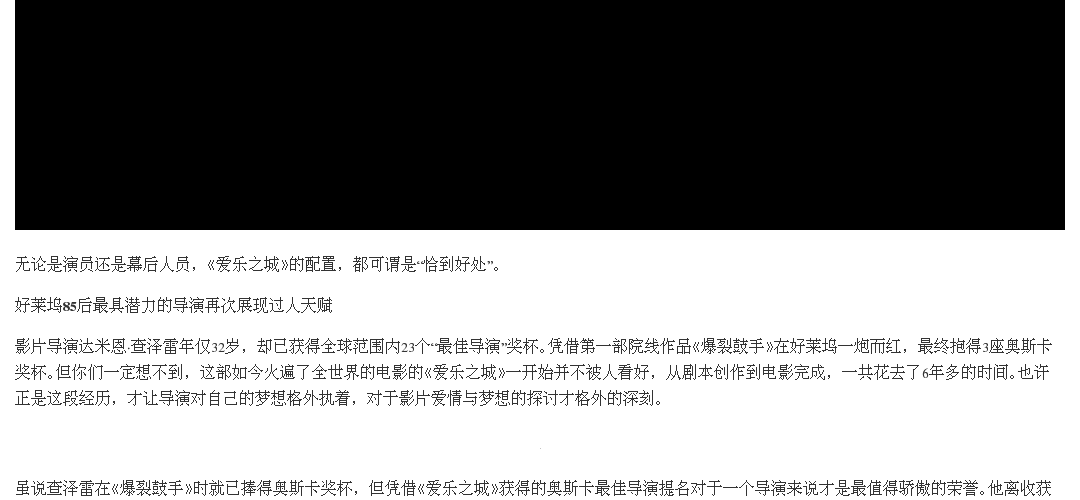 无论是演员还是幕后人员，《爱乐之城》的配置，都可谓是“恰到好处”。
好莱坞85后最具潜力的导演再次展现过人天赋
影片导演达米恩·查泽雷年仅32岁，却已获得全球范围内23个“最佳导演”奖杯。凭借第一部院线作品《爆裂鼓手》在好莱坞一炮而红，最终抱得3座奥斯卡
奖杯。但你们一定想不到，这部如今火遍了全世界的电影的《爱乐之城》一开始并不被人看好，从剧本创作到电影完成，一共花去了6年多的时间。也许
正是这段经历，才让导演对自己的梦想格外执着，对于影片爱情与梦想的探讨才格外的深刻。
虽说查泽雷在《爆裂鼓手》时就已捧得奥斯卡奖杯，但凭借《爱乐之城》获得的奥斯卡最佳导演提名对于一个导演来说才是最值得骄傲的荣誉。他离收获